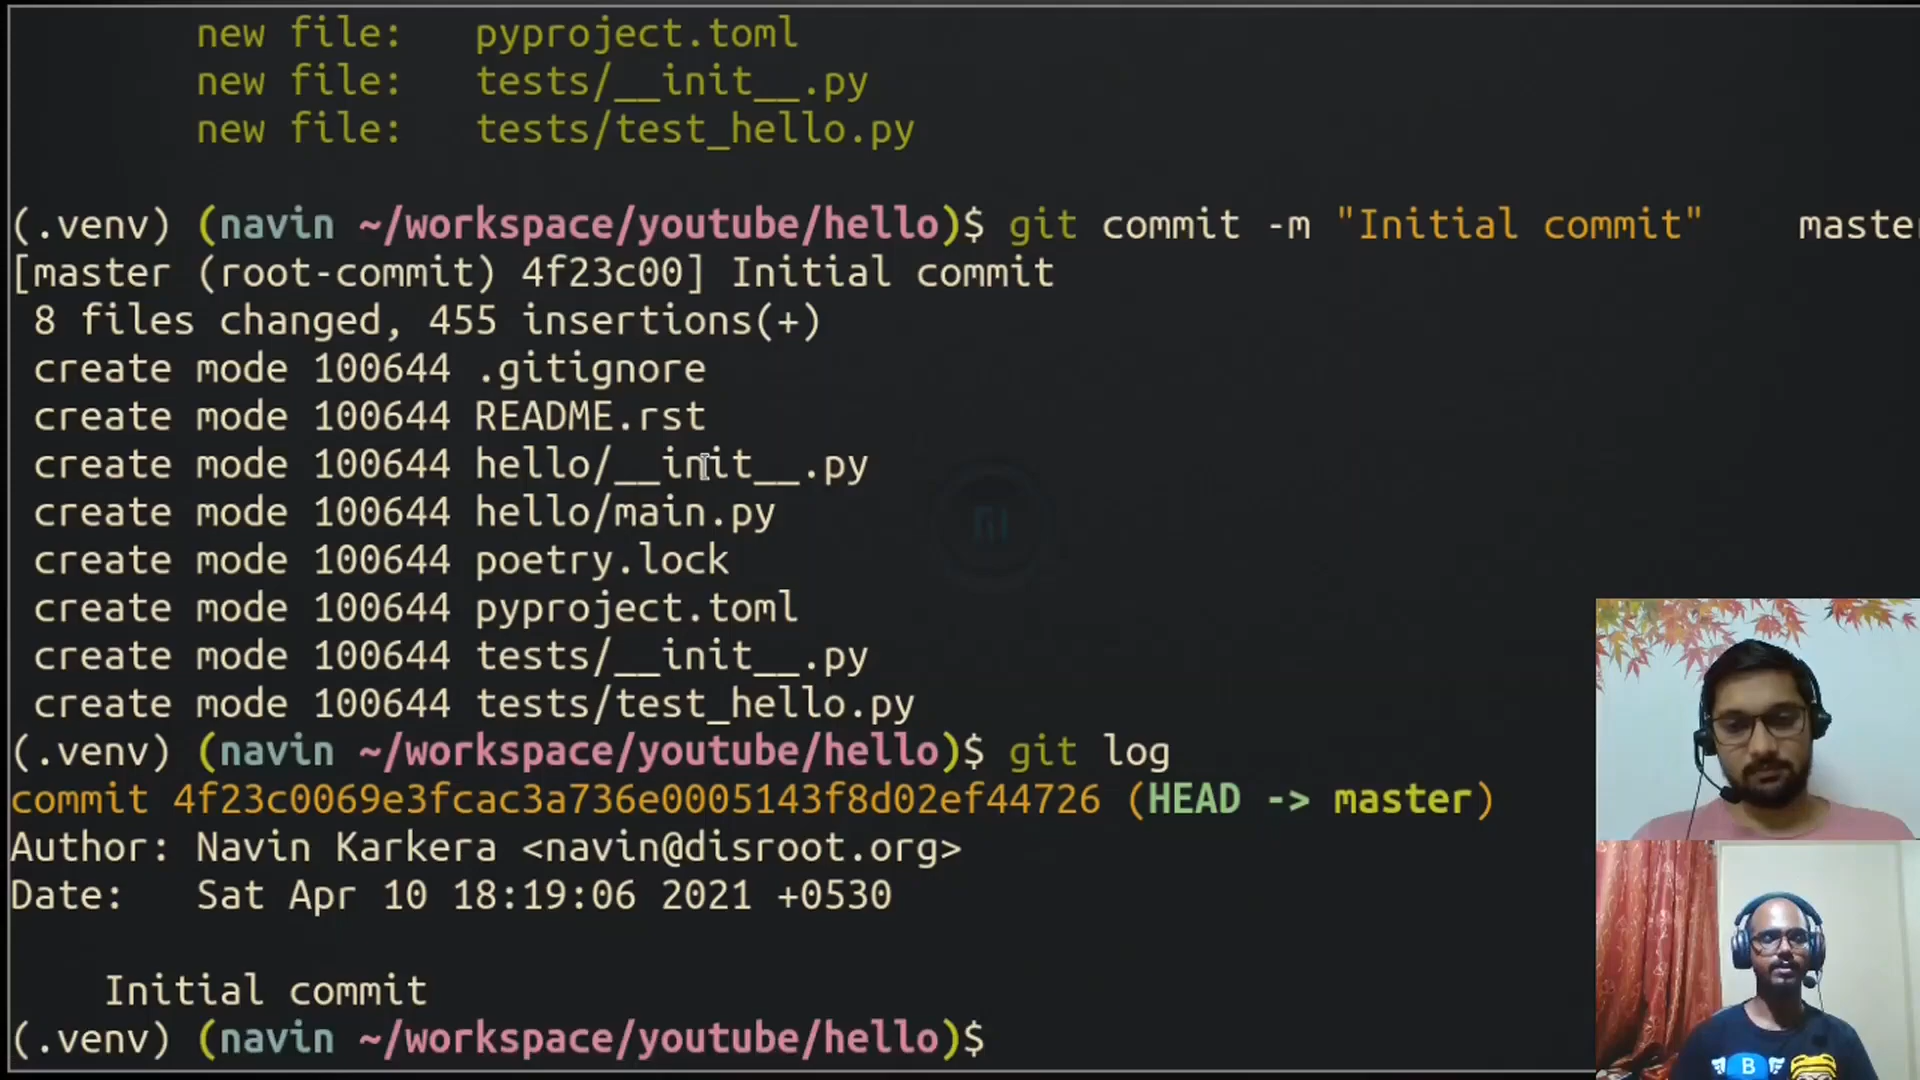 new file:   pyproject.toml
new file:   tests/__init__.py
new file:   tests/test_hello.py
(.venv) (navin ~/workspace/youtube/hello)$ git commit -m "Initial commit"    master
[master (root-commit) 4f23c00] Initial commit
8 files changed, 455 insertions(+)
create mode 100644 .gitignore
create mode 100644 README.rst
create mode 100644 hello/__init__.py
create mode 100644 hello/main.py
create mode 100644 poetry.lock
create mode 100644 pyproject.toml
create mode 100644 tests/__init__.py
create mode 100644 tests/test_hello.py
(.venv) (navin ~/workspace/youtube/hello)$ git log
commit 4f23c0069e3fcac3a736e0005143f8d02ef44726 (HEAD -> master)
Author: Navin Karkera <navin@disroot.org>
Date:   Sat Apr 10 18:19:06 2021 +0530
Initial commit
(.venv) (navin ~/workspace/youtube/hello)$
B